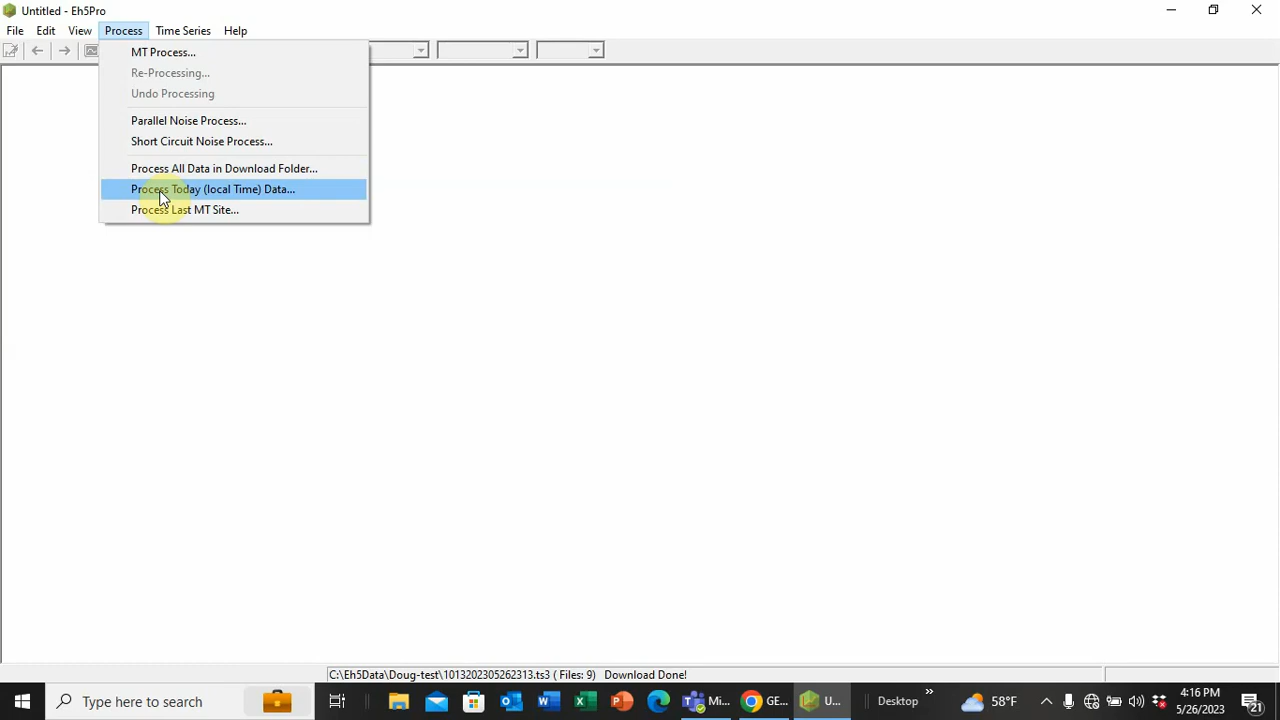 Untitled - Eh5Pro
File Edit View Process Time Series Help
MT Process...
Re-Processing...
Undo Processing
Parallel Noise Process...
Short Circuit Noise Process...
Process All Data in Download Folder...
Process Today (local Time) Data...
Process Last MT Site...
C:\Eh5Data\Doug-test\1013202305262313.ts3 ( Files: 9) Download Done!
Type here to search
Mi...
GE...
U...
Desktop
58°F
4:16 PM
5/26/2023
21